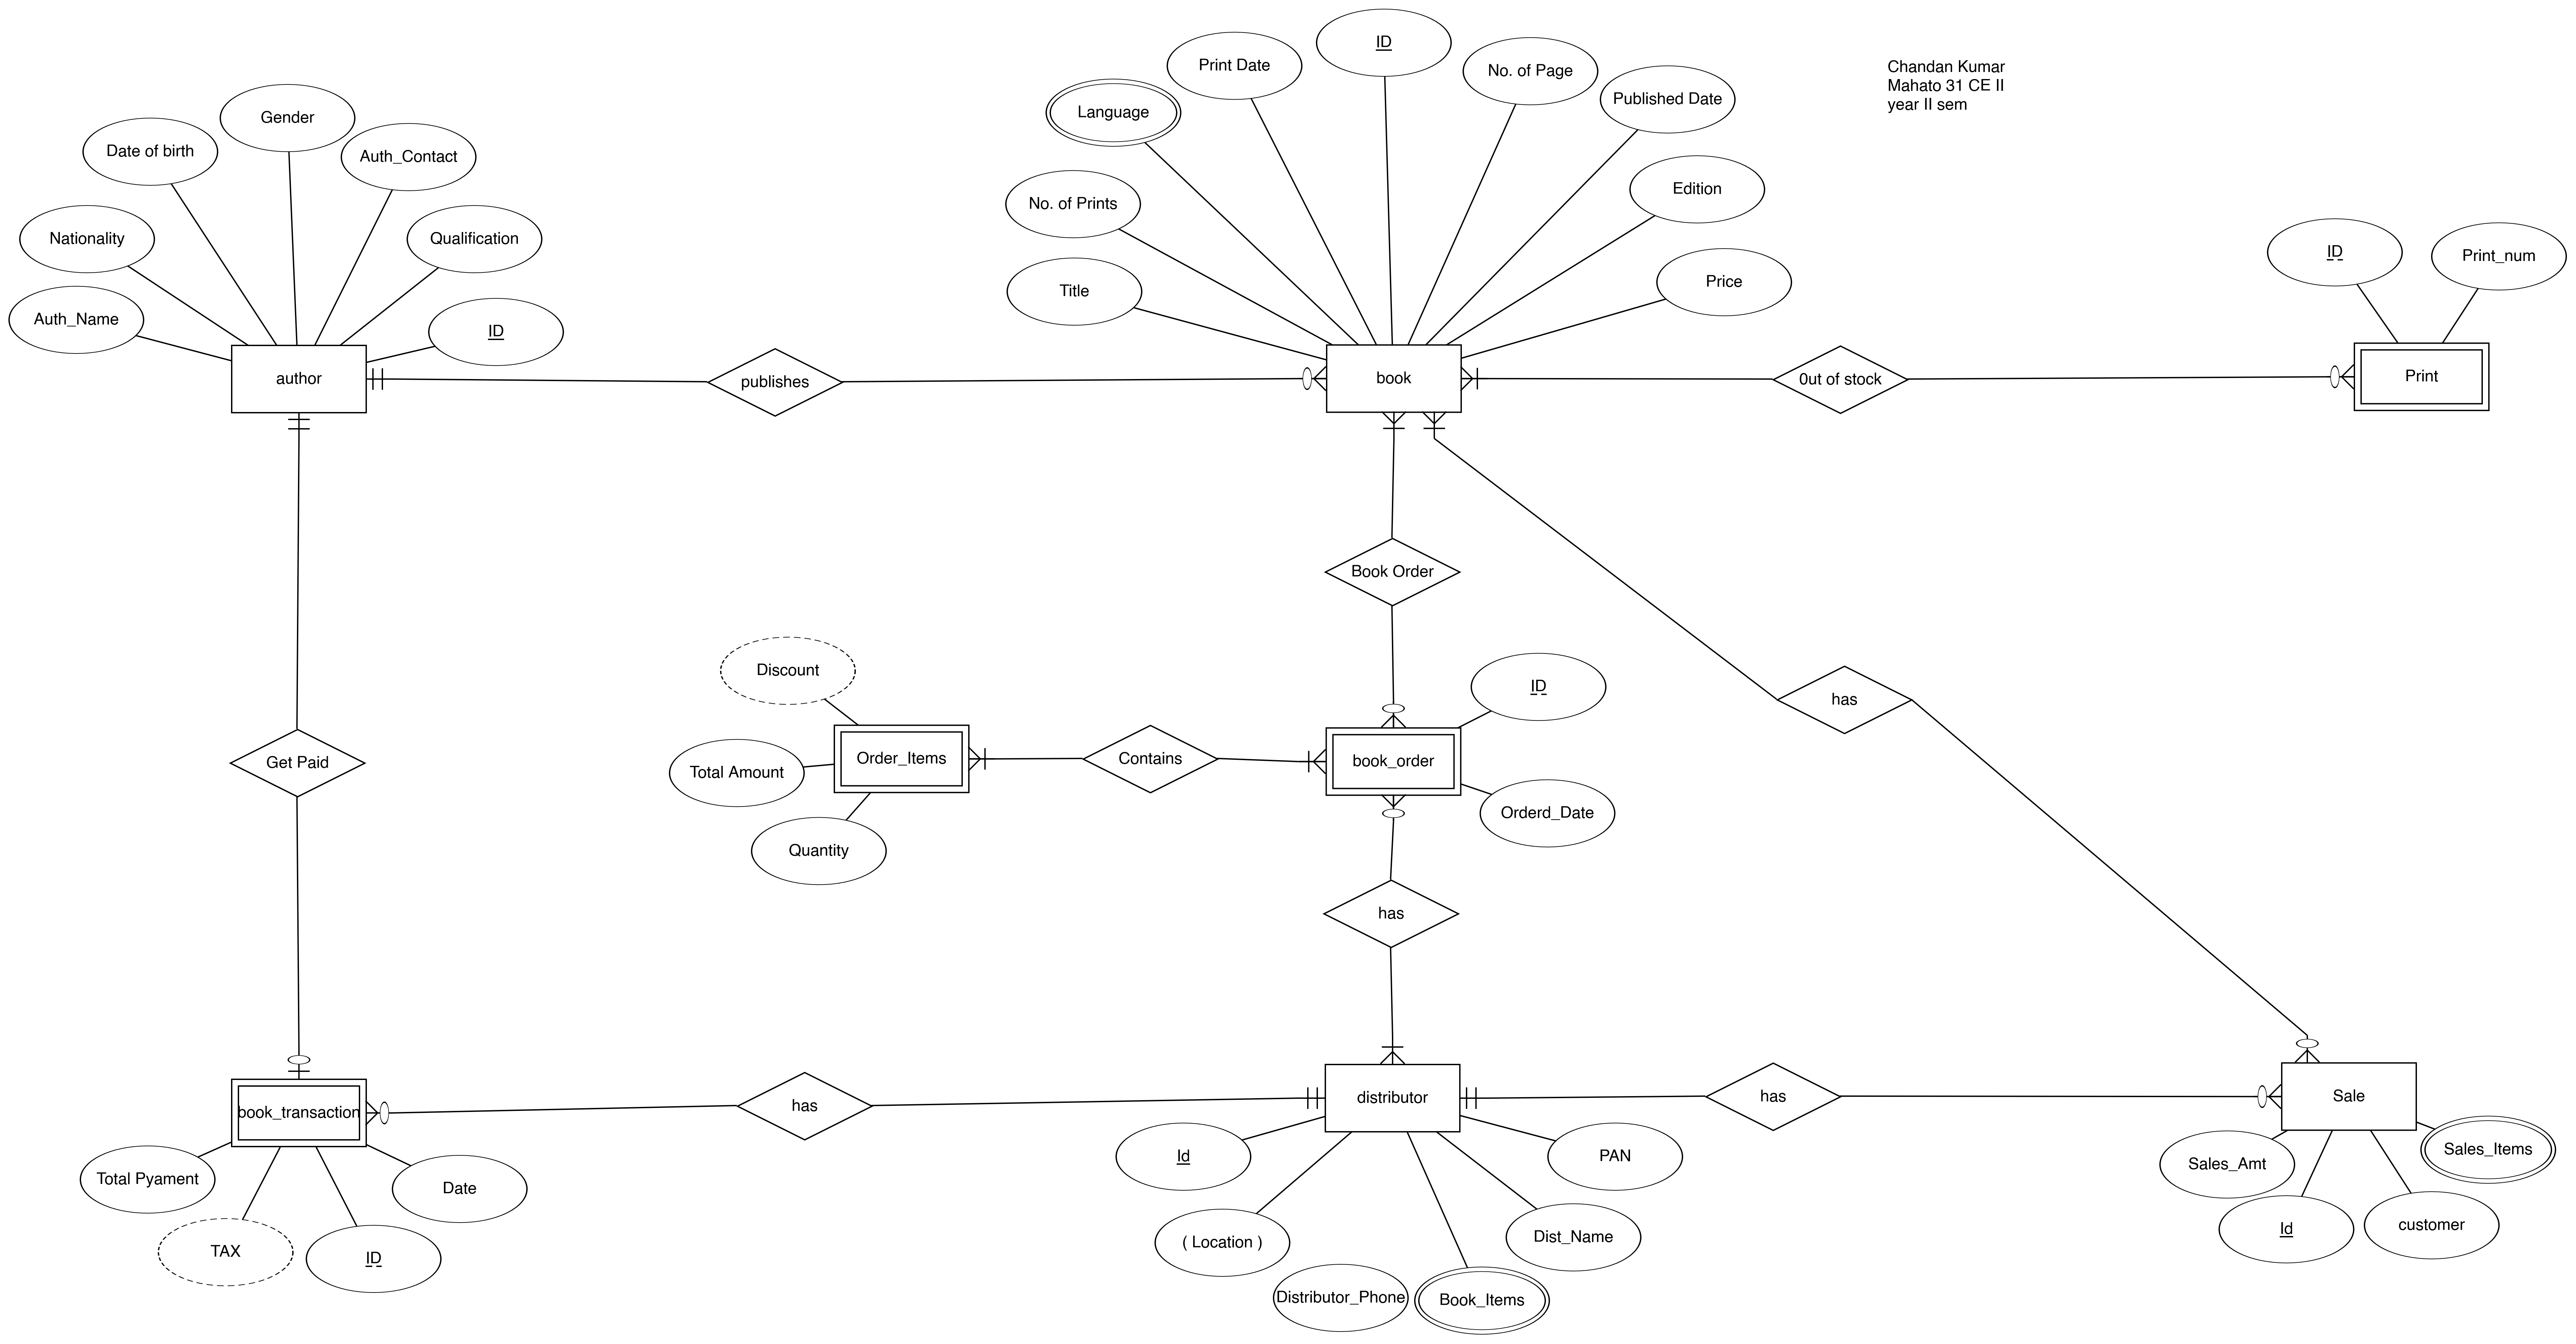 ID
Print Date
No. of Page
Chandan Kumar
Mahato 31 CE II
year II sem
Published Date
Language
Gender
Date of birth
Auth_Contact
Edition
No. of Prints
Nationality
Qualification
ID
Print_num
Price
Title
Auth_Name
ID
author
publishes
book
0ut of stock
Print
Book Order
Discount
ID
has
Get Paid
Total Amount
Order_Items
Contains
book_order
Orderd_Date
Quantity
has
book_transaction
has
distributor
has
Sale
Total Pyament
Date
TAX
ID
Id
PAN
( Location )
Dist_Name
Distributor_Phone
Book_Items
Sales_Amt
Sales_Items
Id
customer